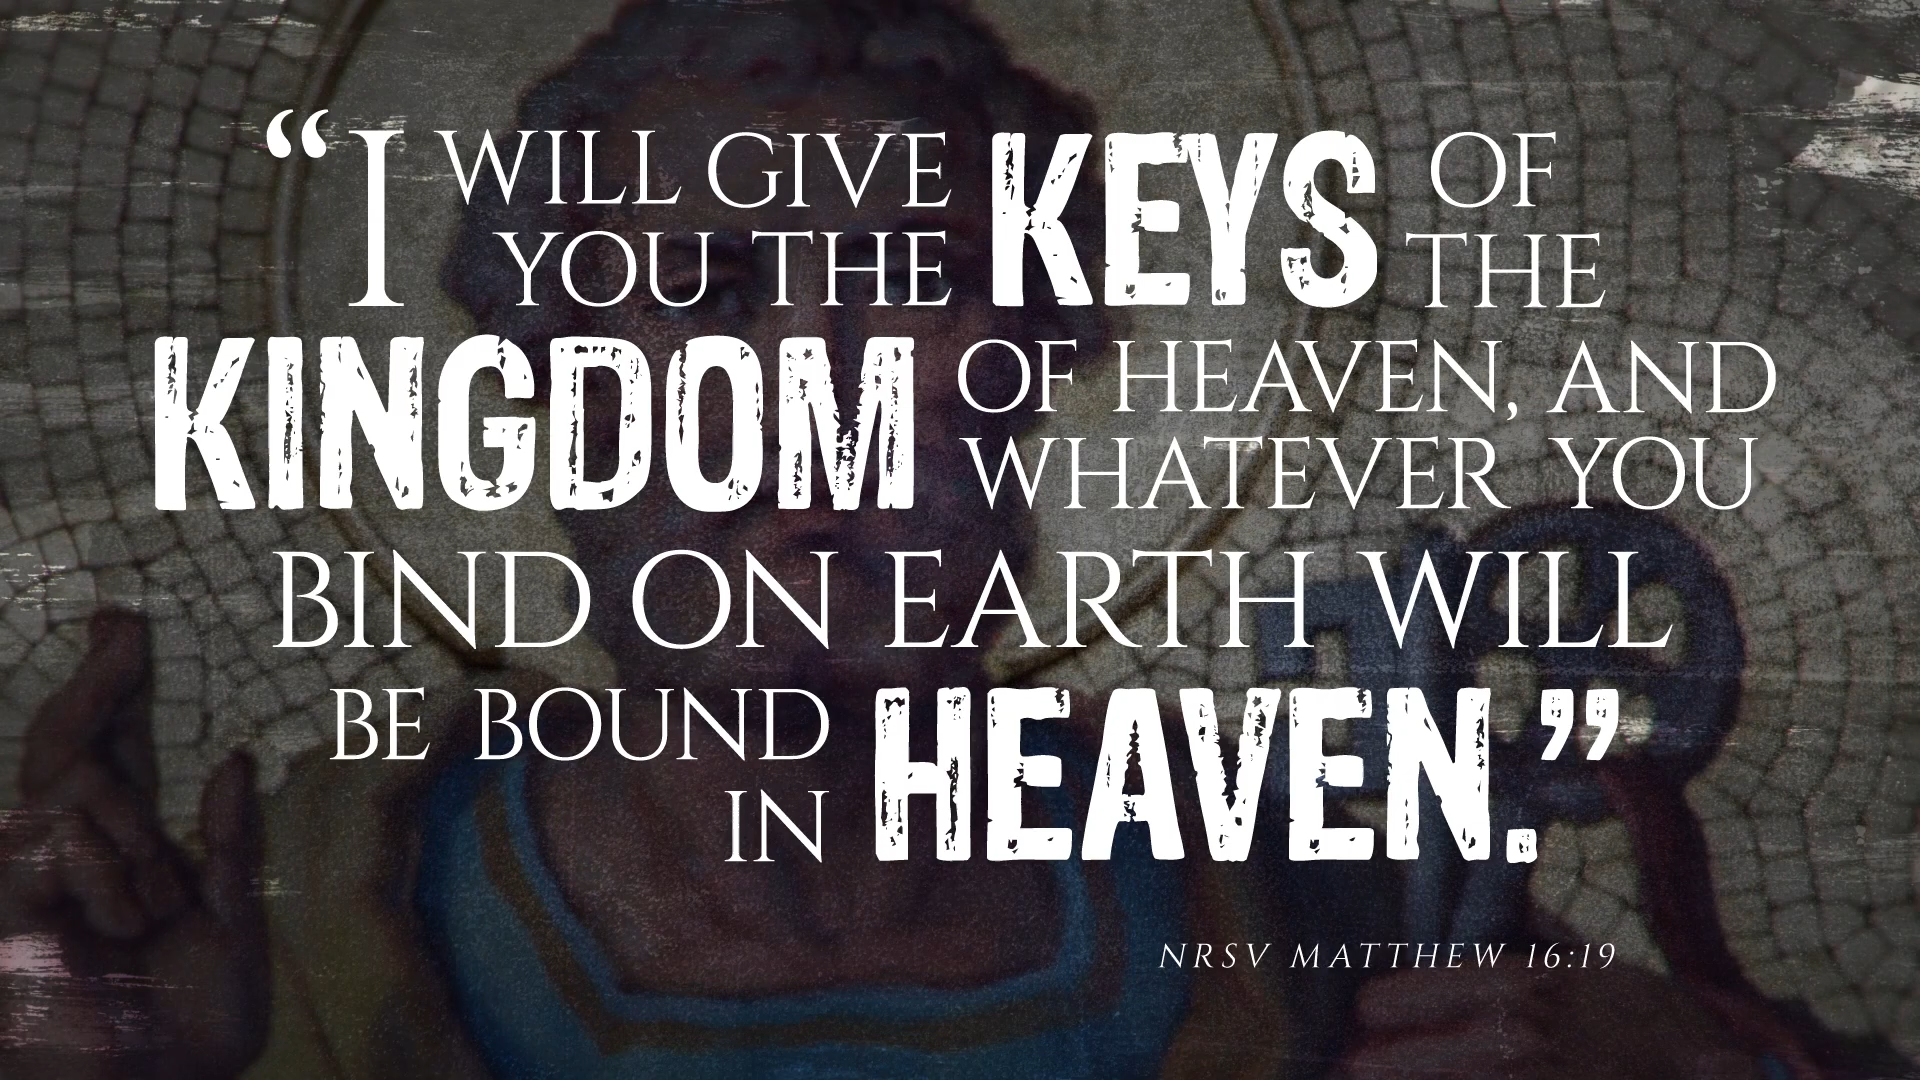 “I WILL GIVE YOU THE KEYS OF THE
KINGDOM OF HEAVEN, AND WHATEVER YOU
BIND ON EARTH WILL
BE BOUND IN HEAVEN.”
NRSV MATTHEW 16:19